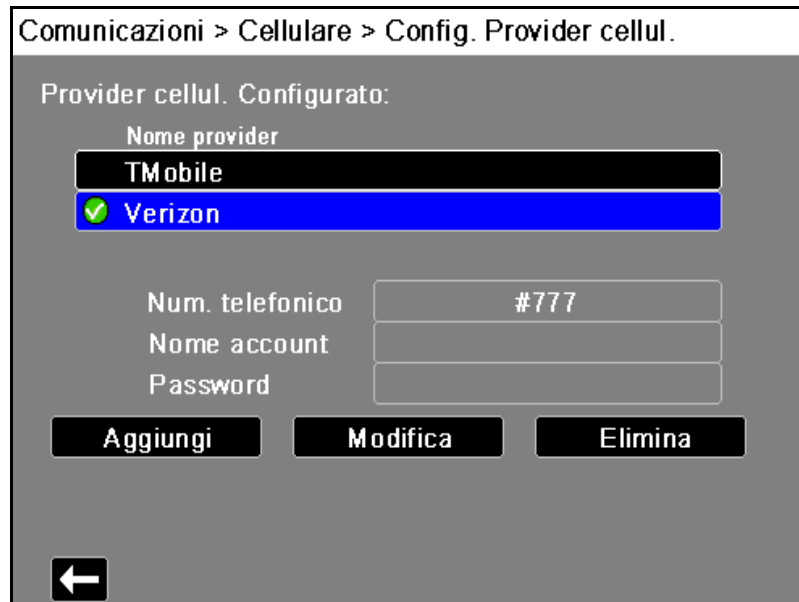 Comunicazioni > Cellulare > Config. Provider cellul.
Provider cellul. Configurato:
Nome provider
TMobile
Verizon
Num. telefonico #777
Nome account
Password
Aggiungi Modifica Elimina